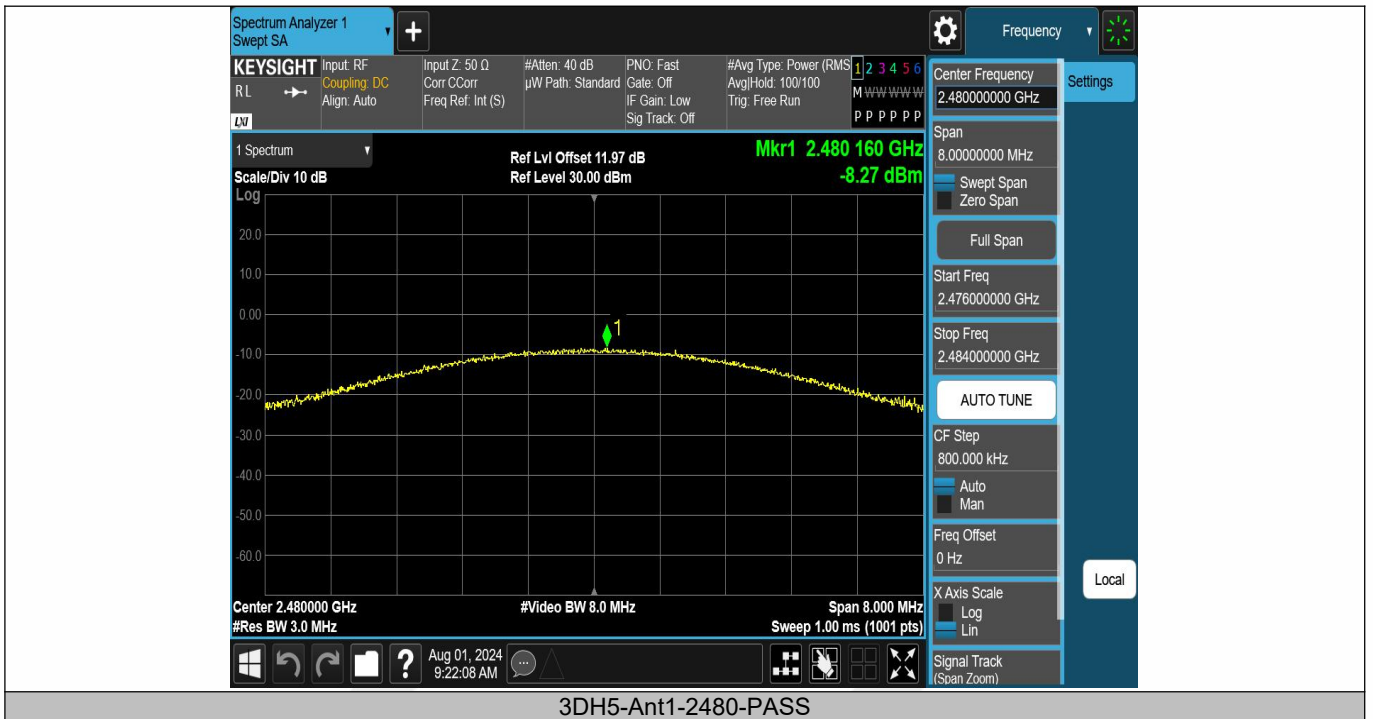 Spectrum Analyzer 1
Swept SA
Frequency
KEYSIGHT
RL
LXI
Input: RF
Coupling: DC
Align: Auto
Input Z: 50 Ω
Corr CCorr
Freq Ref: Int (S)
#Atten: 40 dB
µW Path: Standard
PNO: Fast
Gate: Off
IF Gain: Low
Sig Track: Off
#Avg Type: Power (RMS
Avg|Hold: 100/100
Trig: Free Run
1 2 3 4 5 6
M W W W W W
P P P P P P
1 Spectrum
Scale/Div 10 dB
Ref Lvl Offset 11.97 dB
Ref Level 30.00 dBm
Mkr1 2.480 160 GHz
-8.27 dBm
Log
20.0
10.0
0.00
-10.0
-20.0
-30.0
-40.0
-50.0
-60.0
1
Center 2.480000 GHz
#Res BW 3.0 MHz
#Video BW 8.0 MHz
Span 8.000 MHz
Sweep 1.00 ms (1001 pts)
?
Aug 01, 2024
9:22:08 AM
Center Frequency
2.480000000 GHz
Settings
Span
8.00000000 MHz
Swept Span
Zero Span
Full Span
Start Freq
2.476000000 GHz
Stop Freq
2.484000000 GHz
AUTO TUNE
CF Step
800.000 kHz
Auto
Man
Freq Offset
0 Hz
Local
X Axis Scale
Log
Lin
Signal Track
(Span Zoom)
3DH5-Ant1-2480-PASS